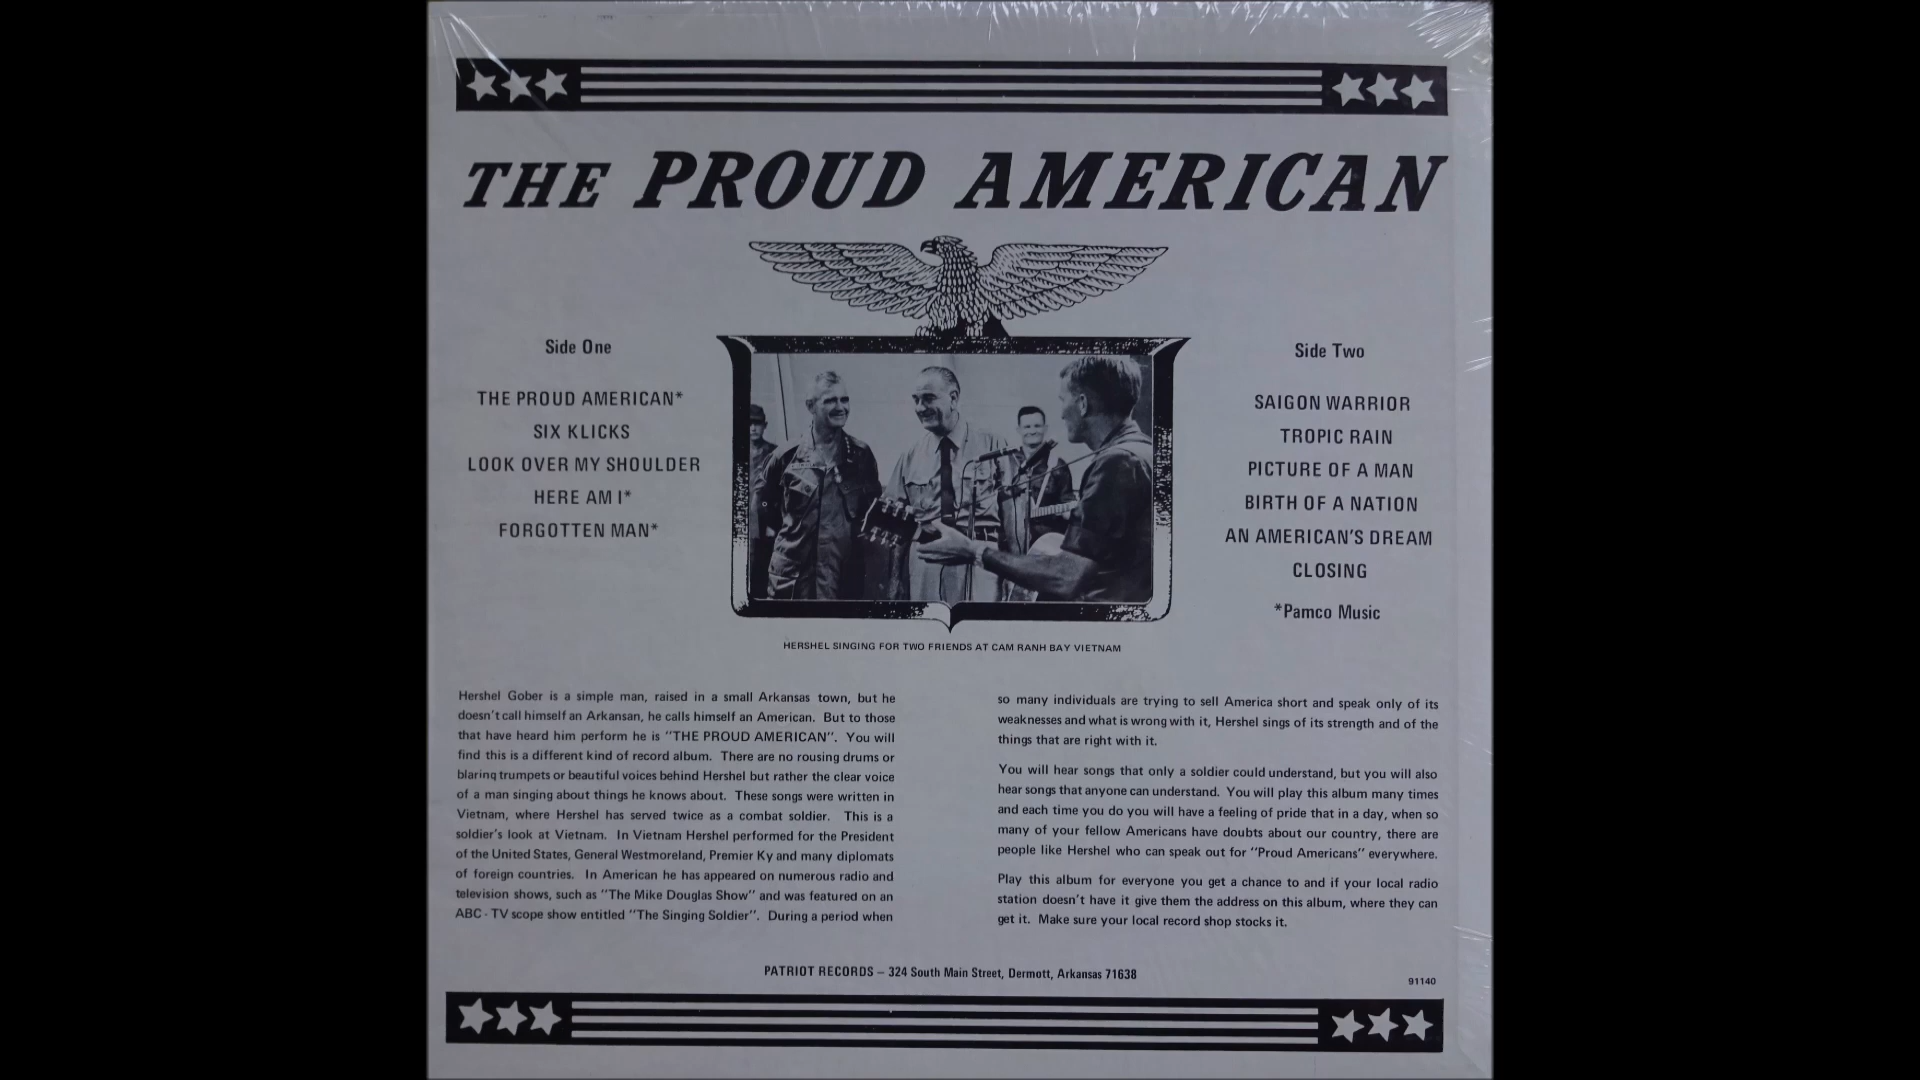 THE PROUD AMERICAN
Side One
THE PROUD AMERICAN*
SIX KLICKS
LOOK OVER MY SHOULDER
HERE AM I*
FORGOTTEN MAN*
Side Two
SAIGON WARRIOR
TROPIC RAIN
PICTURE OF A MAN
BIRTH OF A NATION
AN AMERICAN'S DREAM
CLOSING
*Pamco Music
HERSHEL SINGING FOR TWO FRIENDS AT CAM RANH BAY VIETNAM
Hershel Gober is a simple man, raised in a small Arkansas town, but he
doesn't call himself an Arkansan, he calls himself an American. But to those
that have heard him perform he is "THE PROUD AMERICAN". You will
find this is a different kind of record album. There are no rousing drums or
blaring trumpets or beautiful voices behind Hershel but rather the clear voice
of a man singing about things he knows about. These songs were written in
Vietnam, where Hershel has served twice as a combat soldier. This is a
soldier's look at Vietnam. In Vietnam Hershel performed for the President
of the United States, General Westmoreland, Premier Ky and many diplomats
of foreign countries. In American he has appeared on numerous radio and
television shows, such as "The Mike Douglas Show" and was featured on an
ABC - TV scope show entitled "The Singing Soldier". During a period when
so many individuals are trying to sell America short and speak only of its
weaknesses and what is wrong with it, Hershel sings of its strength and of the
things that are right with it.
You will hear songs that only a soldier could understand, but you will also
hear songs that anyone can understand. You will play this album many times
and each time you do you will have a feeling of pride that in a day, when so
many of your fellow Americans have doubts about our country, there are
people like Hershel who can speak out for "Proud Americans" everywhere.
Play this album for everyone you get a chance to and if your local radio
station doesn't have it give them the address on this album, where they can
get it. Make sure your local record shop stocks it.
PATRIOT RECORDS – 324 South Main Street, Dermott, Arkansas 71638
91140